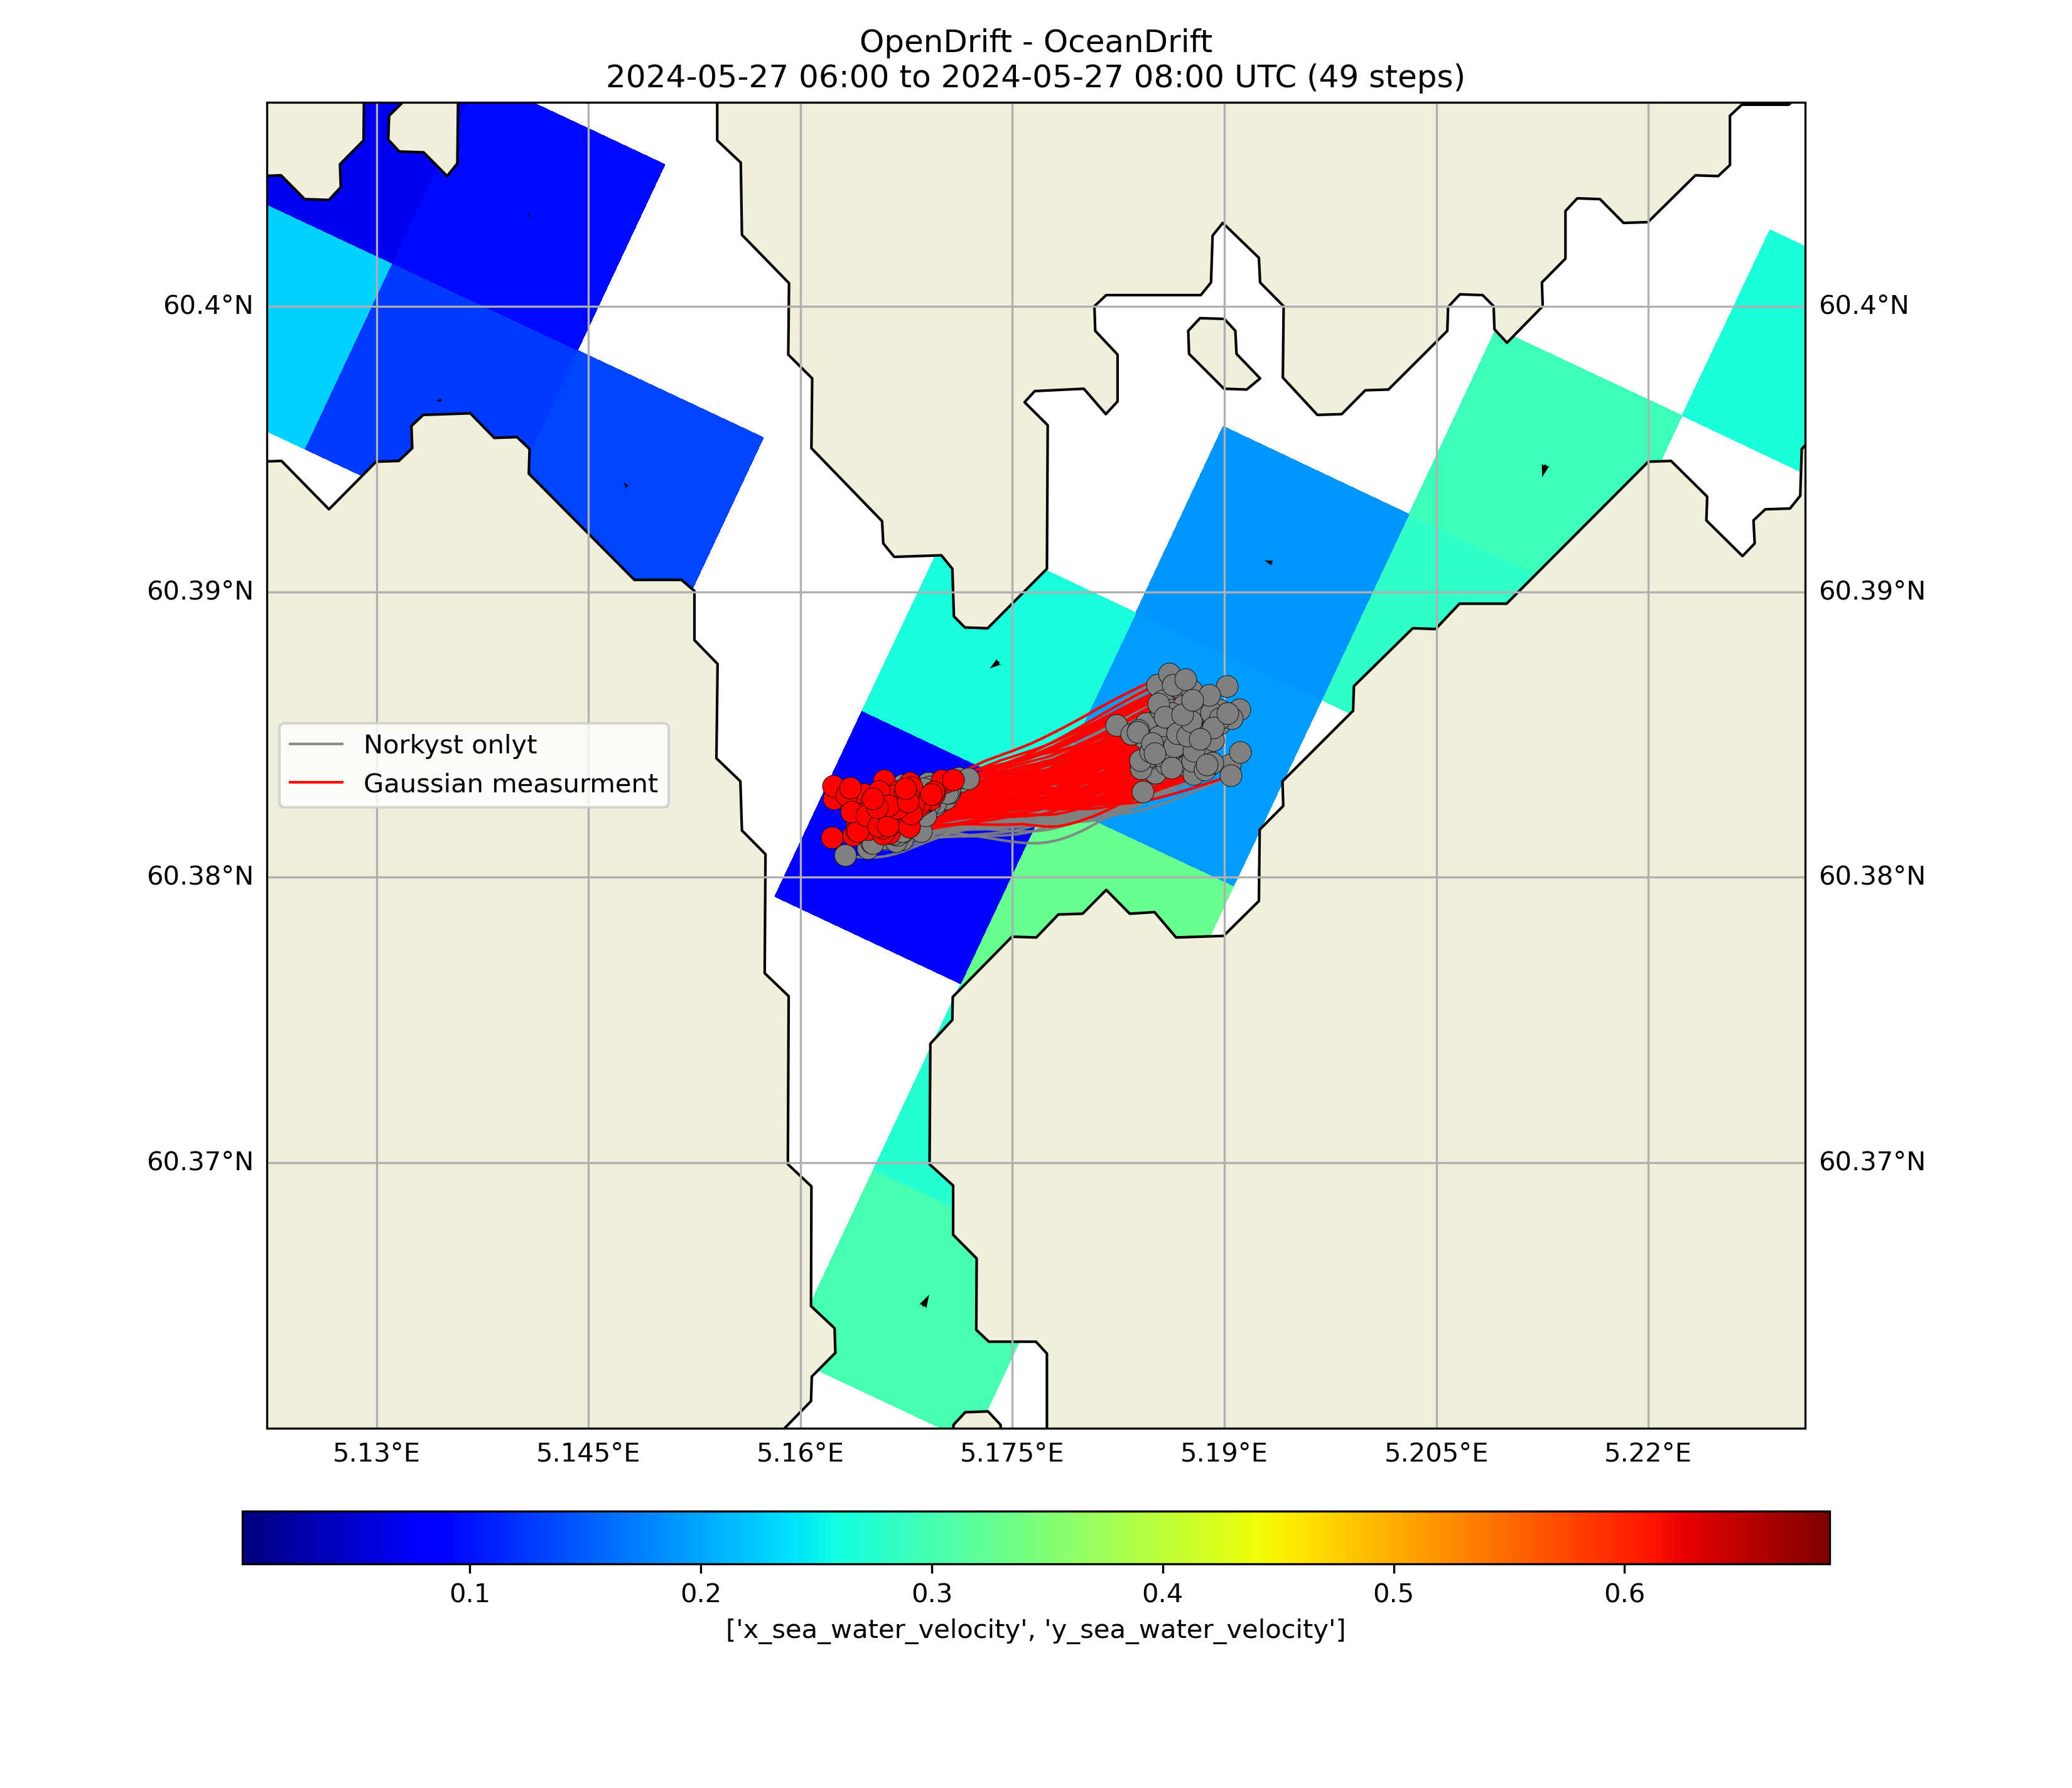 OpenDrift - OceanDrift
2024-05-27 06:00 to 2024-05-27 08:00 UTC (49 steps)
60.4°N
60.4°N
60.39°N
60.39°N
Norkyst onlyt
Gaussian measurment
60.38°N
60.38°N
60.37°N
60.37°N
5.13°E 5.145°E 5.16°E 5.175°E 5.19°E 5.205°E 5.22°E
0.1 0.2 0.3 0.4 0.5 0.6
['x_sea_water_velocity', 'y_sea_water_velocity']